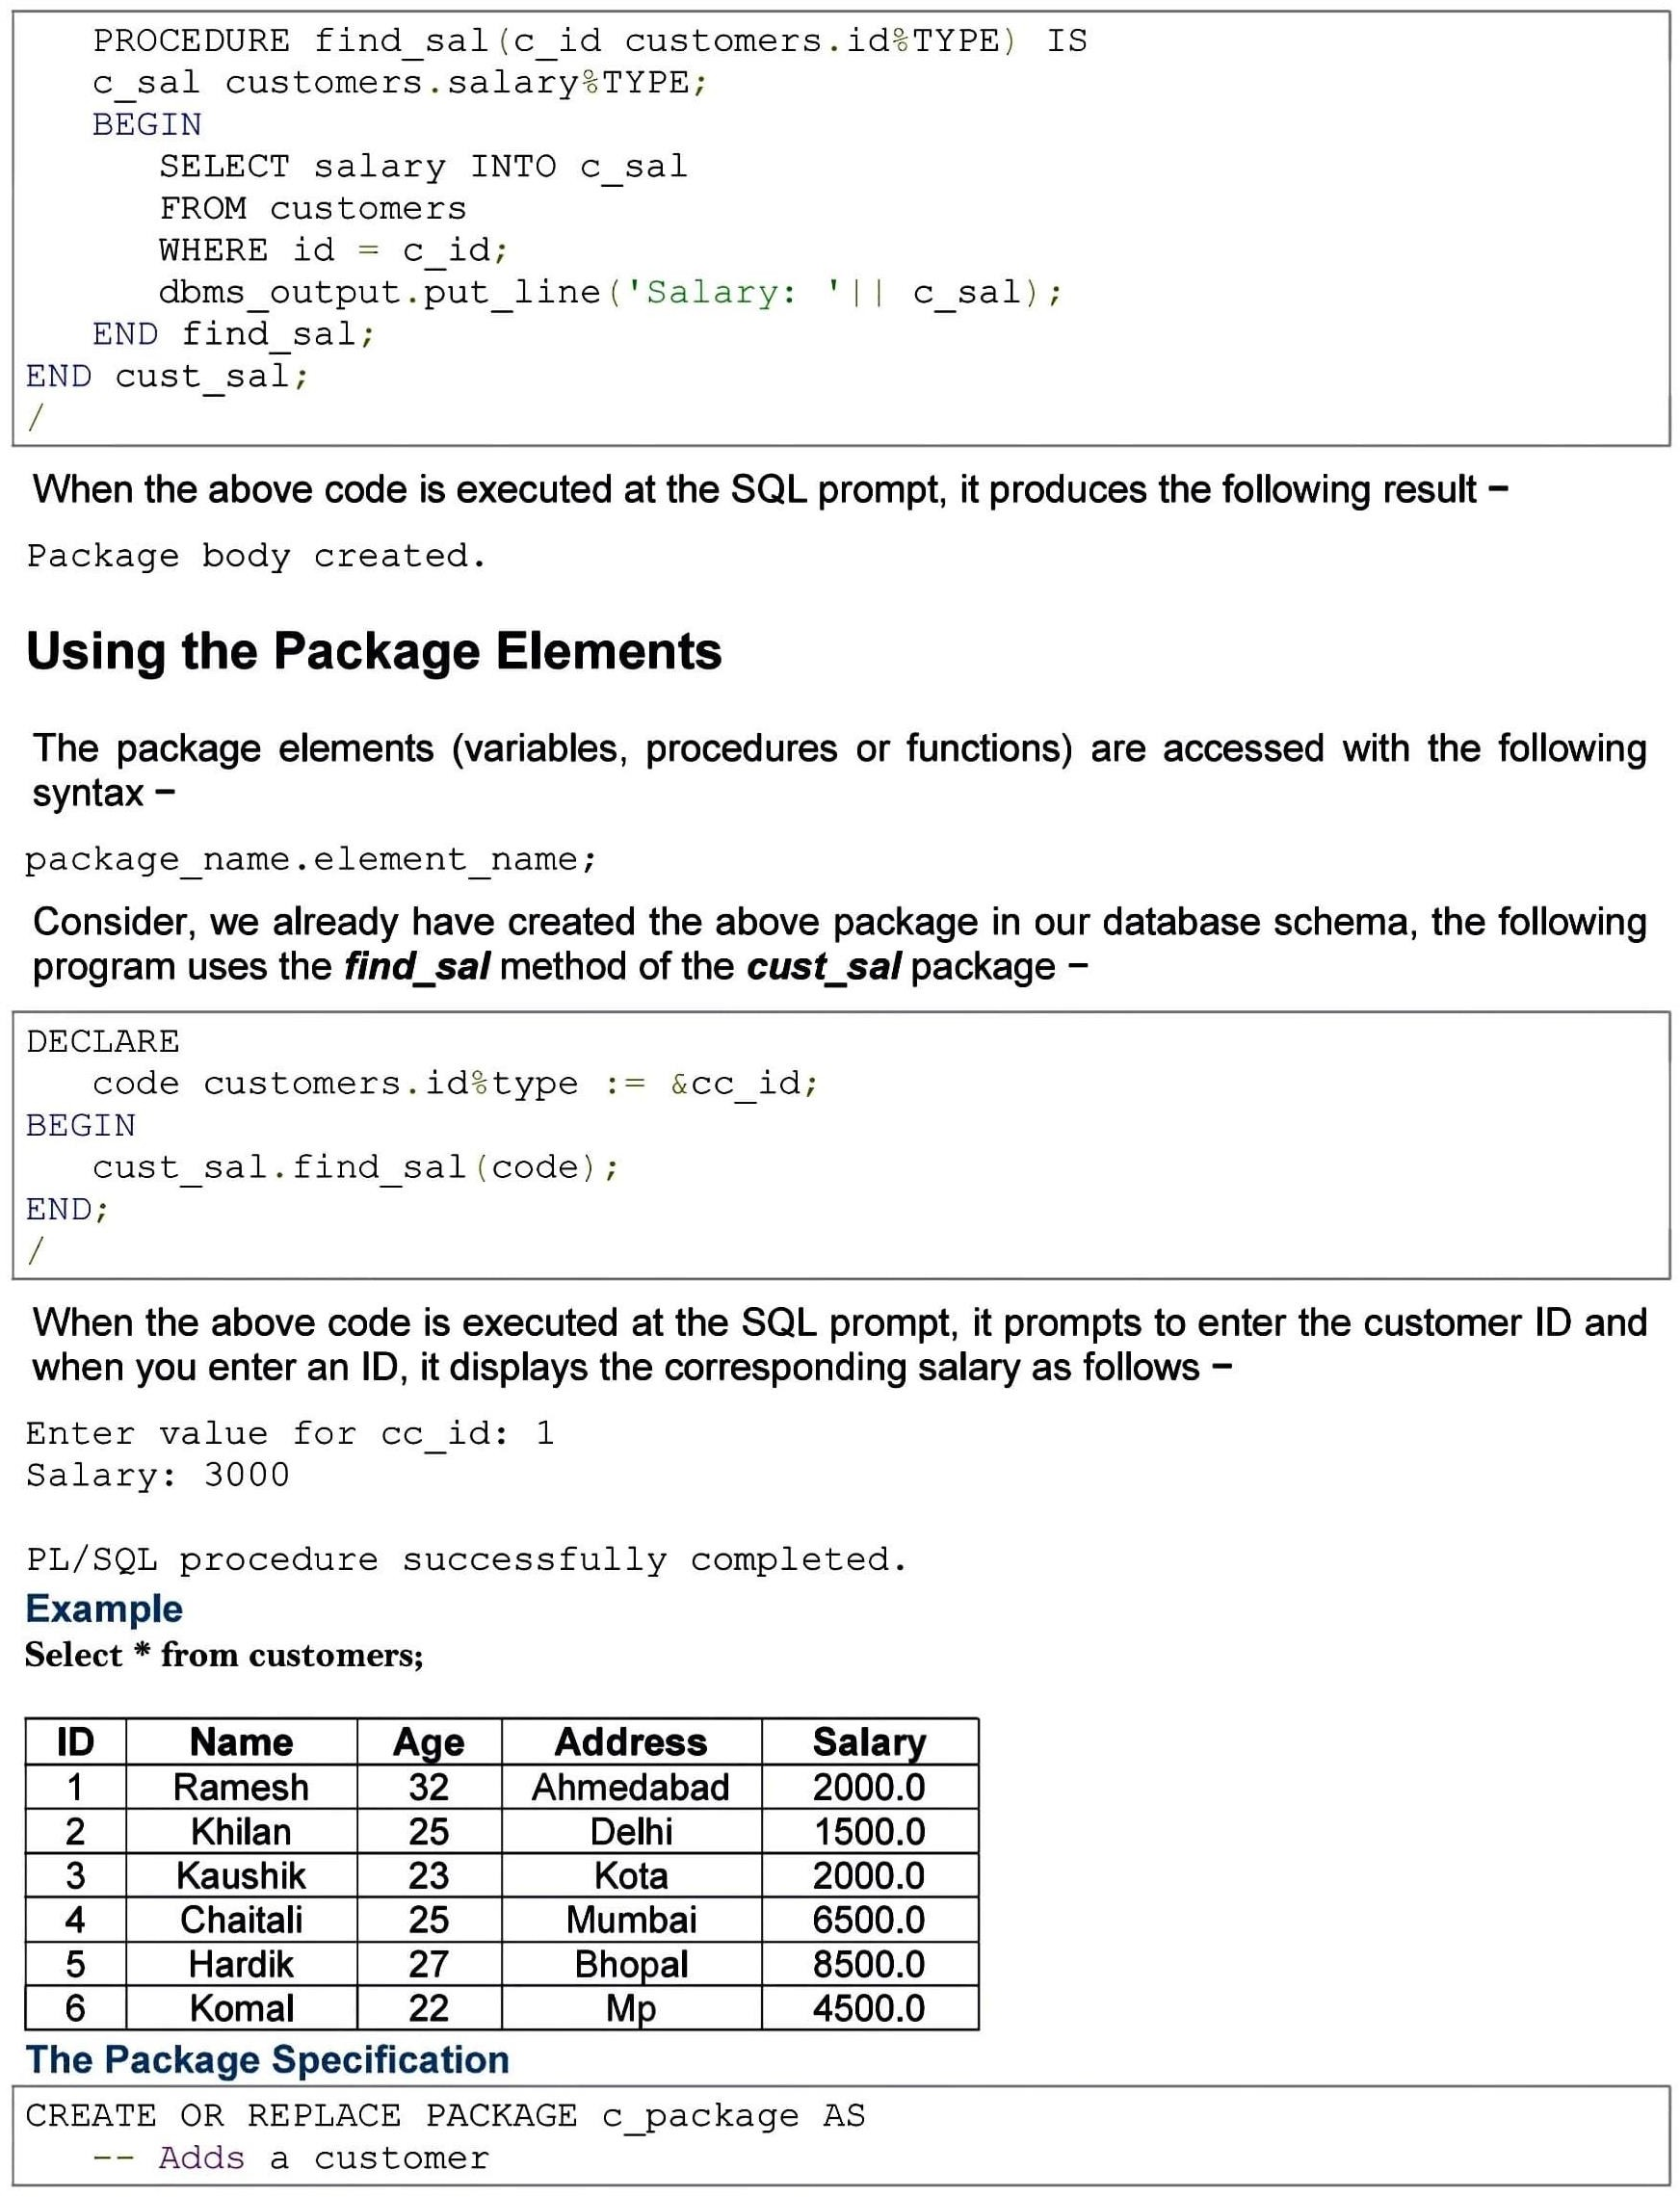 PROCEDURE find_sal(c_id customers.id%TYPE) IS
c_sal customers.salary%TYPE;
BEGIN
SELECT salary INTO c_sal
FROM customers
WHERE id = c_id;
dbms_output.put_line('Salary: '|| c_sal);
END find_sal;
END cust_sal;
/
When the above code is executed at the SQL prompt, it produces the following result −
Package body created.
Using the Package Elements
The package elements (variables, procedures or functions) are accessed with the following
syntax −
package_name.element_name;
Consider, we already have created the above package in our database schema, the following
program uses the find_sal method of the cust_sal package −
DECLARE
code customers.id%type := &cc_id;
BEGIN
cust_sal.find_sal(code);
END;
/
When the above code is executed at the SQL prompt, it prompts to enter the customer ID and
when you enter an ID, it displays the corresponding salary as follows −
Enter value for cc_id: 1
Salary: 3000
PL/SQL procedure successfully completed.
Example
Select * from customers;
ID Name Age Address Salary
1 Ramesh 32 Ahmedabad 2000.0
2 Khilan 25 Delhi 1500.0
3 Kaushik 23 Kota 2000.0
4 Chaitali 25 Mumbai 6500.0
5 Hardik 27 Bhopal 8500.0
6 Komal 22 Mp 4500.0
The Package Specification
CREATE OR REPLACE PACKAGE c_package AS
-- Adds a customer